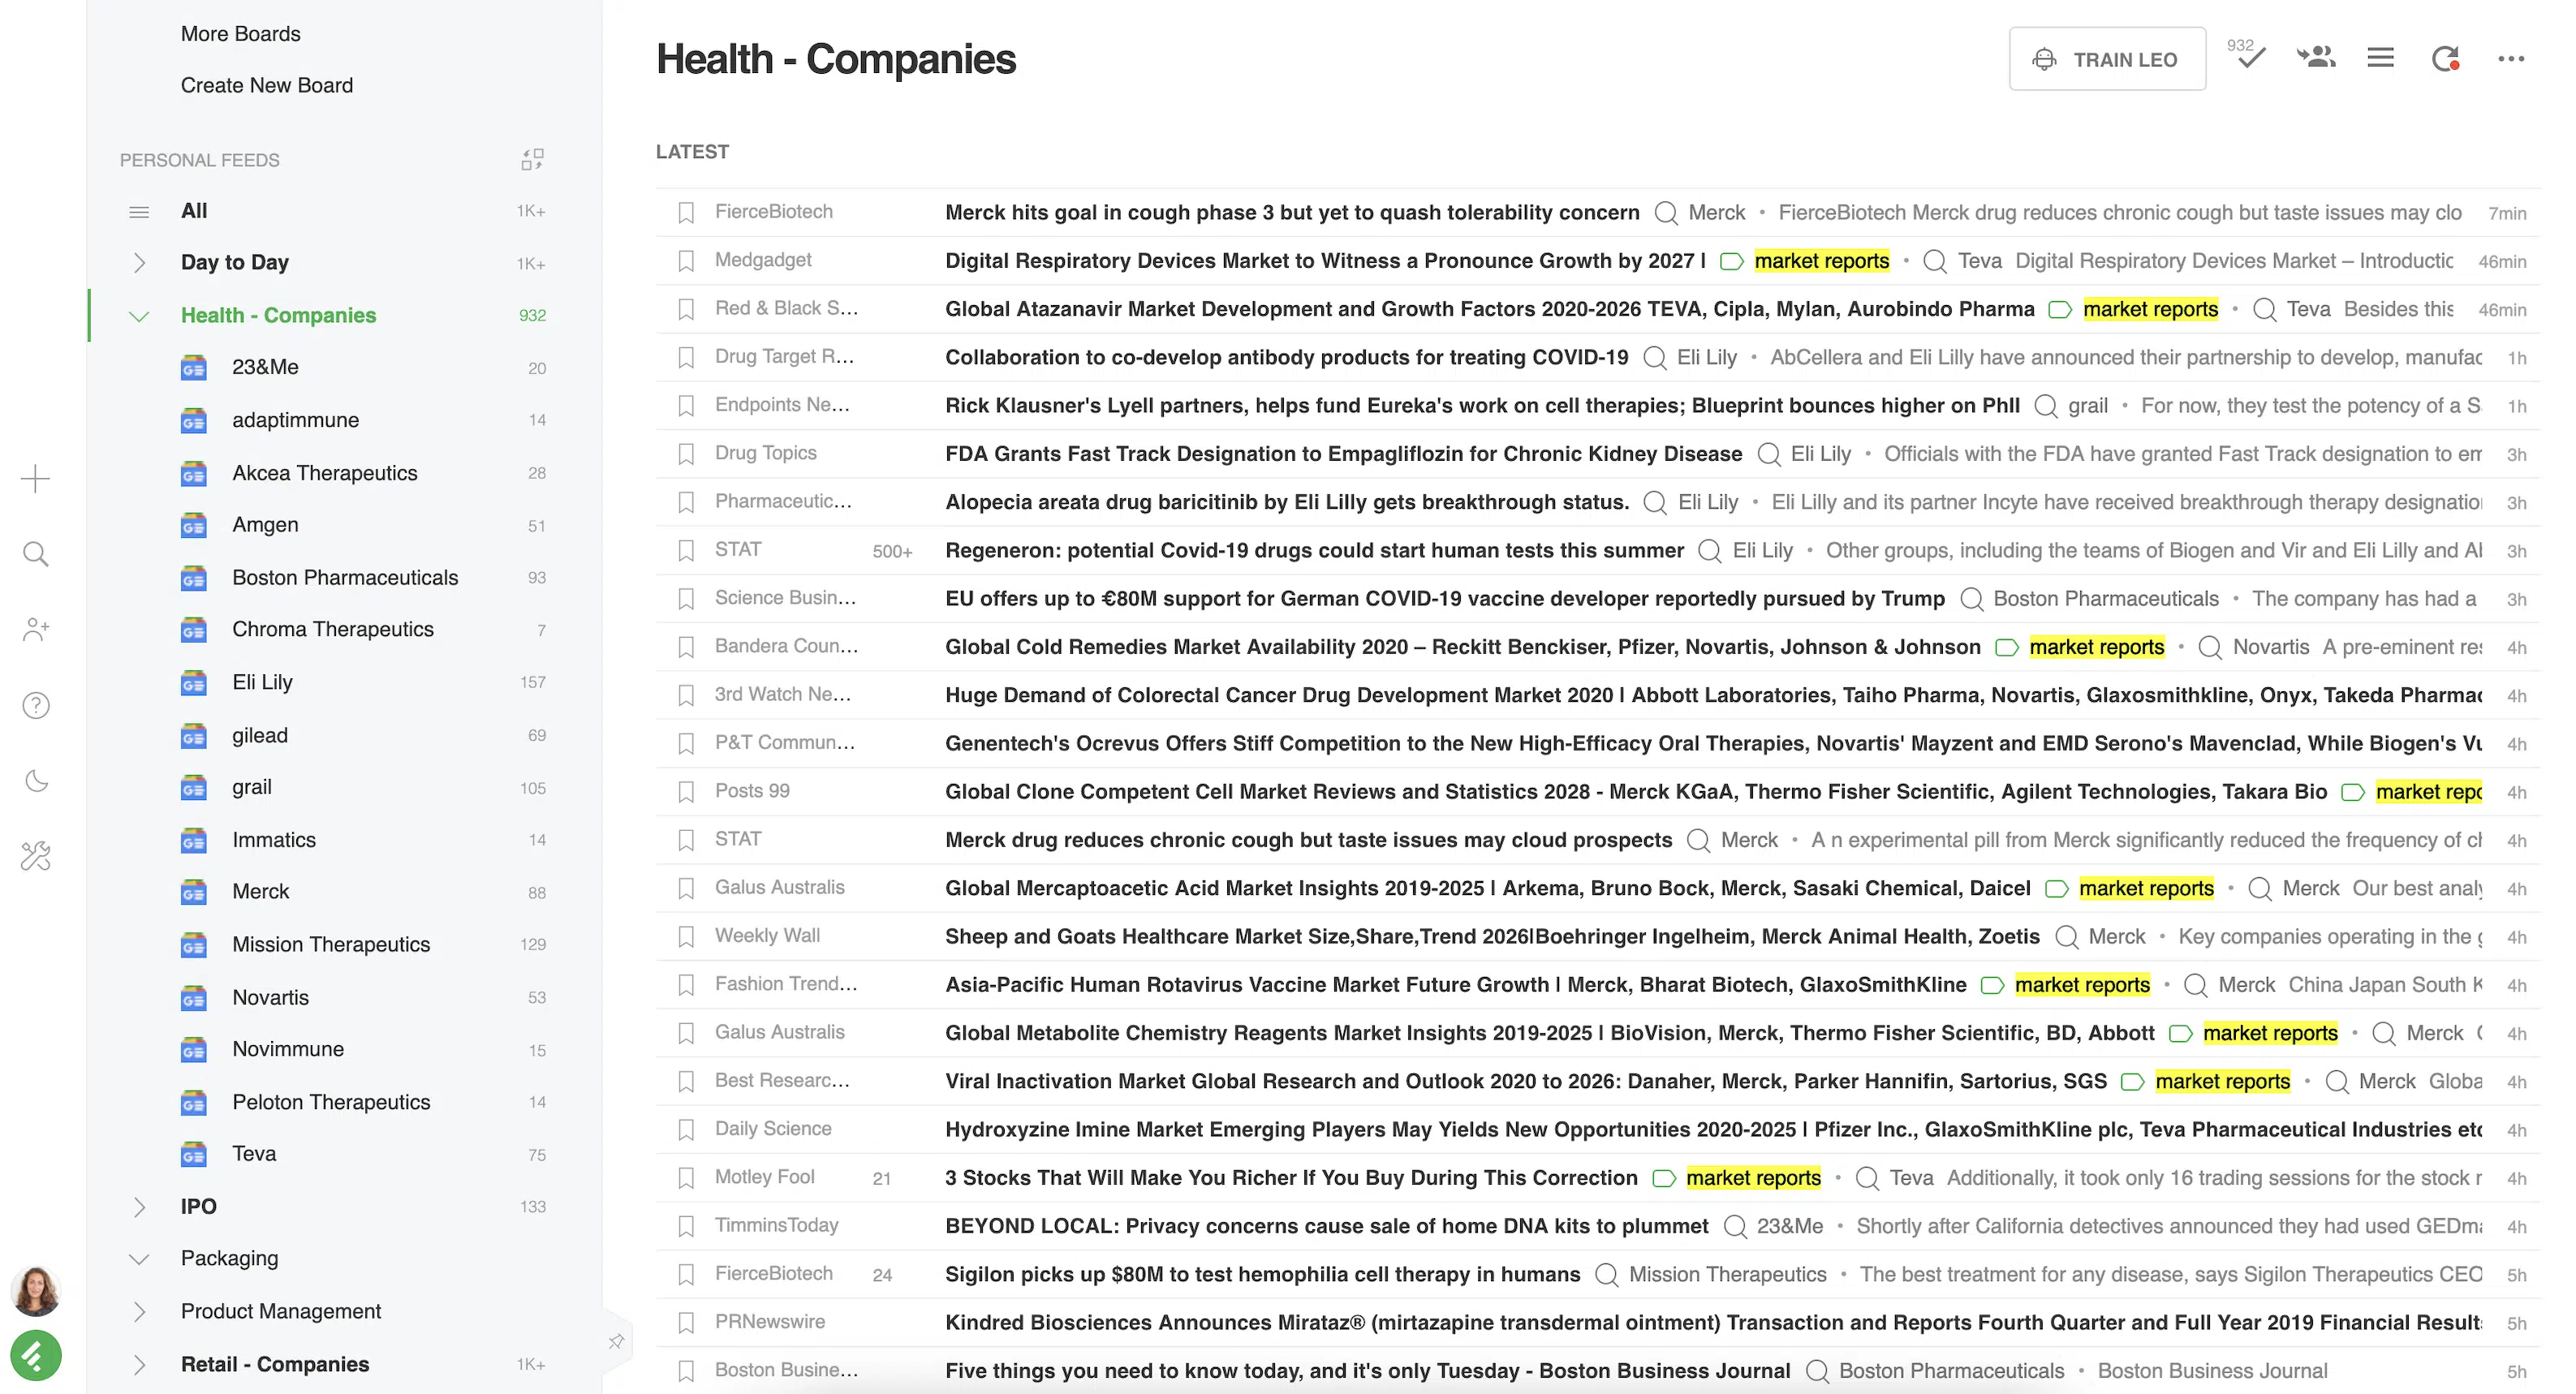 More Boards
Create New Board
PERSONAL FEEDS
All 1K+
Day to Day 1K+
Health - Companies 932
23&Me 20
adaptimmune 14
Akcea Therapeutics 28
Amgen 51
Boston Pharmaceuticals 93
Chroma Therapeutics 7
Eli Lily 157
gilead 69
grail 105
Immatics 14
Merck 88
Mission Therapeutics 129
Novartis 53
Novimmune 15
Peloton Therapeutics 14
Teva 75
IPO 133
Packaging
Product Management
Retail - Companies 1K+
Health - Companies
TRAIN LEO
932
LATEST
FierceBiotech Merck hits goal in cough phase 3 but yet to quash tolerability concern Merck • FierceBiotech Merck drug reduces chronic cough but taste issues may clo 7min
Medgadget Digital Respiratory Devices Market to Witness a Pronounce Growth by 2027 | market reports • Teva Digital Respiratory Devices Market – Introductic 46min
Red & Black S... Global Atazanavir Market Development and Growth Factors 2020-2026 TEVA, Cipla, Mylan, Aurobindo Pharma market reports • Teva Besides this 46min
Drug Target R... Collaboration to co-develop antibody products for treating COVID-19 Eli Lily • AbCellera and Eli Lilly have announced their partnership to develop, manufac 1h
Endpoints Ne... Rick Klausner's Lyell partners, helps fund Eureka's work on cell therapies; Blueprint bounces higher on PhII grail • For now, they test the potency of a S 1h
Drug Topics FDA Grants Fast Track Designation to Empagliflozin for Chronic Kidney Disease Eli Lily • Officials with the FDA have granted Fast Track designation to em 3h
Pharmaceutic... Alopecia areata drug baricitinib by Eli Lilly gets breakthrough status. Eli Lily • Eli Lilly and its partner Incyte have received breakthrough therapy designatio 3h
STAT 500+ Regeneron: potential Covid-19 drugs could start human tests this summer Eli Lily • Other groups, including the teams of Biogen and Vir and Eli Lilly and Al 3h
Science Busin... EU offers up to €80M support for German COVID-19 vaccine developer reportedly pursued by Trump Boston Pharmaceuticals • The company has had a 3h
Bandera Coun... Global Cold Remedies Market Availability 2020 – Reckitt Benckiser, Pfizer, Novartis, Johnson & Johnson market reports • Novartis A pre-eminent res 4h
3rd Watch Ne... Huge Demand of Colorectal Cancer Drug Development Market 2020 | Abbott Laboratories, Taiho Pharma, Novartis, Glaxosmithkline, Onyx, Takeda Pharmac 4h
P&T Commun... Genentech's Ocrevus Offers Stiff Competition to the New High-Efficacy Oral Therapies, Novartis' Mayzent and EMD Serono's Mavenclad, While Biogen's Vu 4h
Posts 99 Global Clone Competent Cell Market Reviews and Statistics 2028 - Merck KGaA, Thermo Fisher Scientific, Agilent Technologies, Takara Bio market repo 4h
STAT Merck drug reduces chronic cough but taste issues may cloud prospects Merck • A n experimental pill from Merck significantly reduced the frequency of ch 4h
Galus Australis Global Mercaptoacetic Acid Market Insights 2019-2025 | Arkema, Bruno Bock, Merck, Sasaki Chemical, Daicel market reports • Merck Our best analy 4h
Weekly Wall Sheep and Goats Healthcare Market Size,Share,Trend 2026|Boehringer Ingelheim, Merck Animal Health, Zoetis Merck • Key companies operating in the g 4h
Fashion Trend... Asia-Pacific Human Rotavirus Vaccine Market Future Growth | Merck, Bharat Biotech, GlaxoSmithKline market reports • Merck China Japan South K 4h
Galus Australis Global Metabolite Chemistry Reagents Market Insights 2019-2025 | BioVision, Merck, Thermo Fisher Scientific, BD, Abbott market reports • Merck 4h
Best Researc... Viral Inactivation Market Global Research and Outlook 2020 to 2026: Danaher, Merck, Parker Hannifin, Sartorius, SGS market reports • Merck Globa 4h
Daily Science Hydroxyzine Imine Market Emerging Players May Yields New Opportunities 2020-2025 | Pfizer Inc., GlaxoSmithKline plc, Teva Pharmaceutical Industries etc 4h
Motley Fool 21 3 Stocks That Will Make You Richer If You Buy During This Correction market reports • Teva Additionally, it took only 16 trading sessions for the stock r 4h
TimminsToday BEYOND LOCAL: Privacy concerns cause sale of home DNA kits to plummet 23&Me • Shortly after California detectives announced they had used GEDma 4h
FierceBiotech 24 Sigilon picks up $80M to test hemophilia cell therapy in humans Mission Therapeutics • The best treatment for any disease, says Sigilon Therapeutics CEO 5h
PRNewswire Kindred Biosciences Announces Mirataz® (mirtazapine transdermal ointment) Transaction and Reports Fourth Quarter and Full Year 2019 Financial Results 5h
Boston Busine... Five things you need to know today, and it's only Tuesday - Boston Business Journal Boston Pharmaceuticals • Boston Business Journal 5h